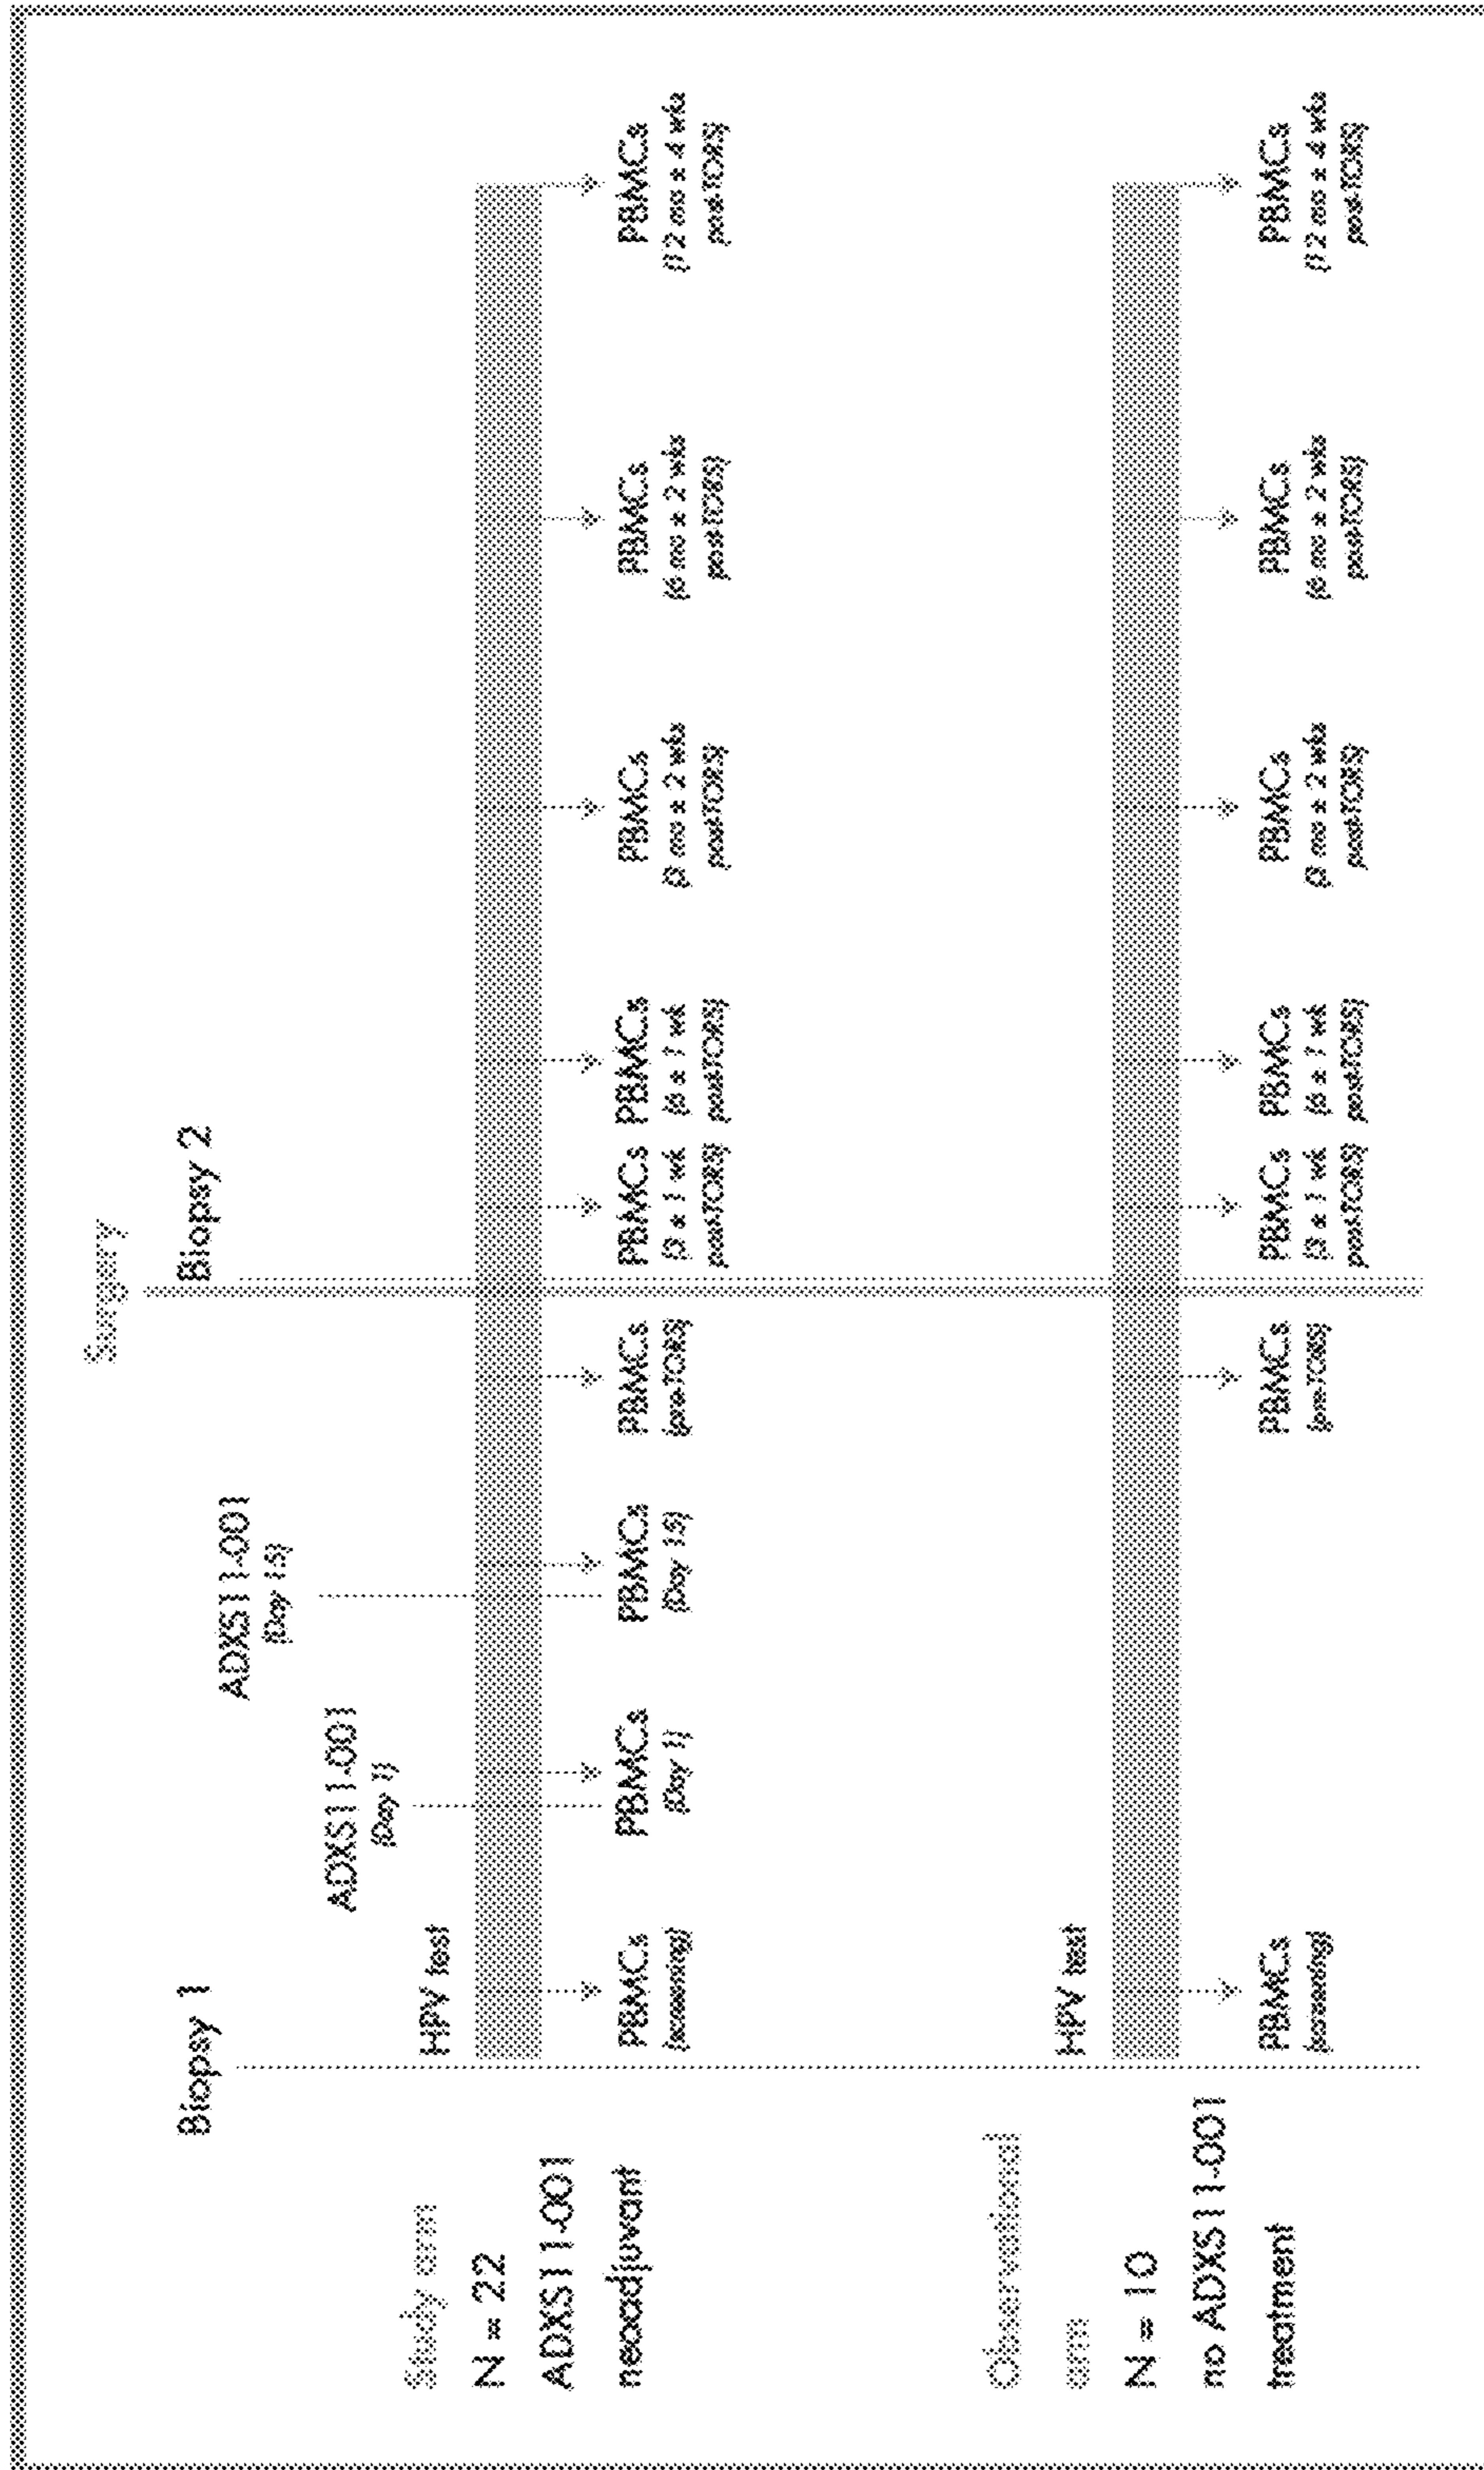 Surgery
Biopsy 1
Biopsy 2
ADXS11-001
(Day 15)
ADXS11-001
(Day 1)
Study arm
N = 22
ADXS11-001
neoadjuvant
HPV test
PBMCs
(screening)
PBMCs
(Day 1)
PBMCs
(Day 15)
PBMCs
(pre-TORS)
PBMCs
(3 ± 1 wk
post-TORS)
PBMCs
(6 ± 1 wk
post-TORS)
PBMCs
(3 mo ± 2 wks
post-TORS)
PBMCs
(6 mo ± 2 wks
post-TORS)
PBMCs
(12 mo ± 4 wks
post-TORS)
Observational
arm
N = 10
no ADXS11-001
treatment
HPV test
PBMCs
(screening)
PBMCs
(pre-TORS)
PBMCs
(3 ± 1 wk
post-TORS)
PBMCs
(6 ± 1 wk
post-TORS)
PBMCs
(3 mo ± 2 wks
post-TORS)
PBMCs
(6 mo ± 2 wks
post-TORS)
PBMCs
(12 mo ± 4 wks
post-TORS)